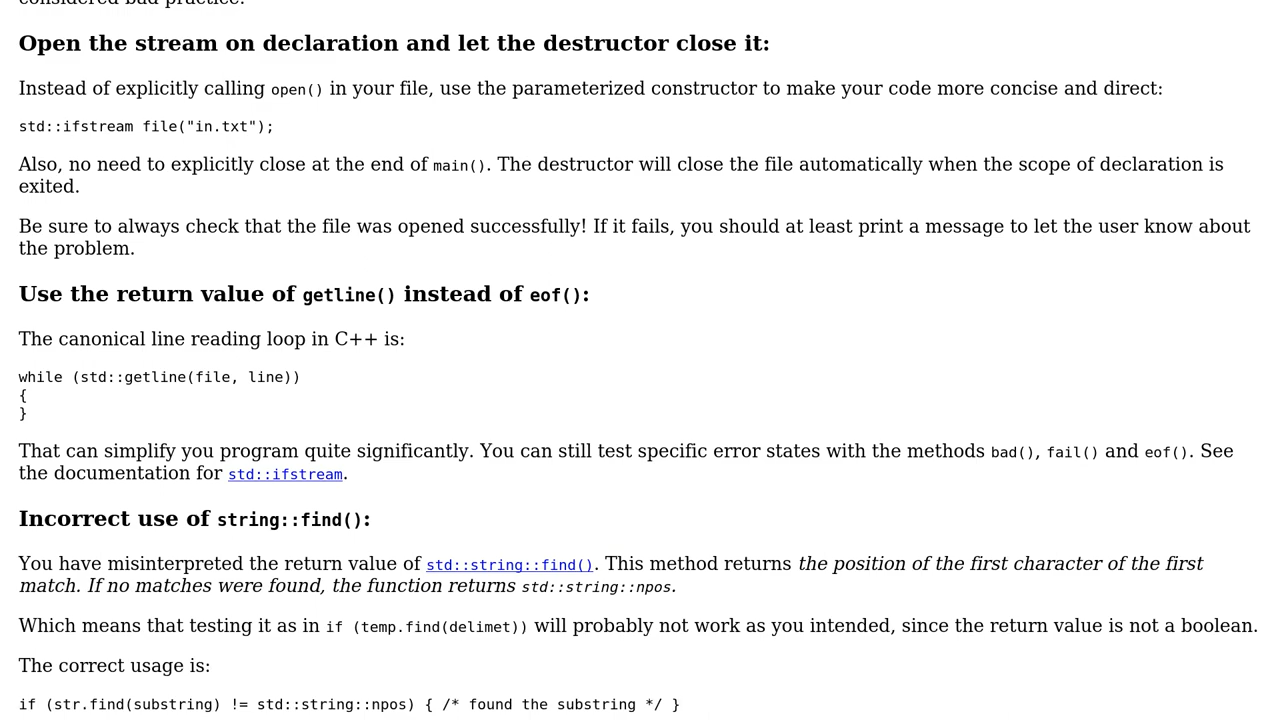 considered bad practice.
Open the stream on declaration and let the destructor close it:
Instead of explicitly calling open() in your file, use the parameterized constructor to make your code more concise and direct:
std::ifstream file("in.txt");
Also, no need to explicitly close at the end of main(). The destructor will close the file automatically when the scope of declaration is
exited.
Be sure to always check that the file was opened successfully! If it fails, you should at least print a message to let the user know about
the problem.
Use the return value of getline() instead of eof():
The canonical line reading loop in C++ is:
while (std::getline(file, line))
{
}
That can simplify you program quite significantly. You can still test specific error states with the methods bad(), fail() and eof(). See
the documentation for std::ifstream.
Incorrect use of string::find():
You have misinterpreted the return value of std::string::find(). This method returns the position of the first character of the first
match. If no matches were found, the function returns std::string::npos.
Which means that testing it as in if (temp.find(delimet)) will probably not work as you intended, since the return value is not a boolean.
The correct usage is:
if (str.find(substring) != std::string::npos) { /* found the substring */ }